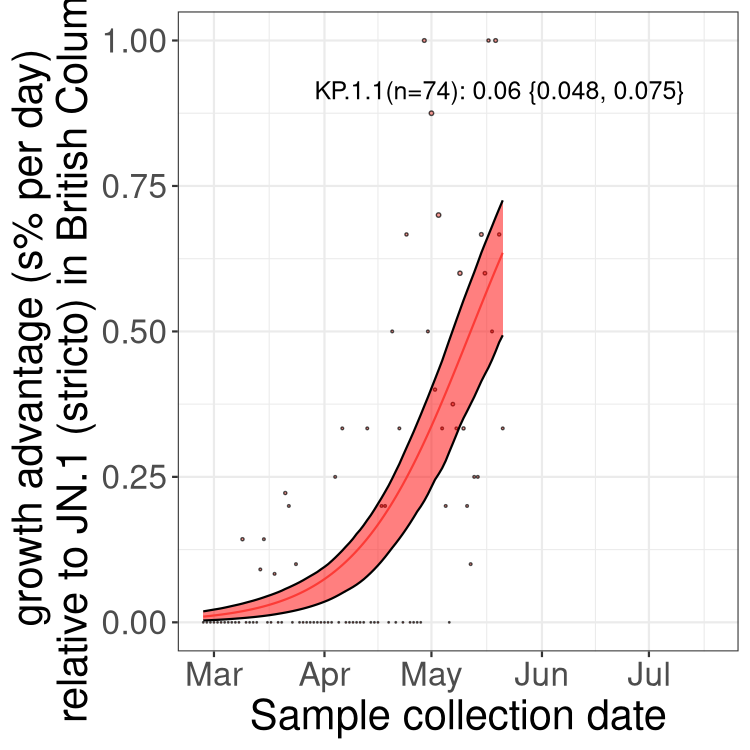 growth advantage (s% per day)
relative to JN.1 (stricto) in British Colum
1.00
0.75
0.50
0.25
0.00
KP.1.1(n=74): 0.06 {0.048, 0.075}
Mar Apr May Jun Jul
Sample collection date